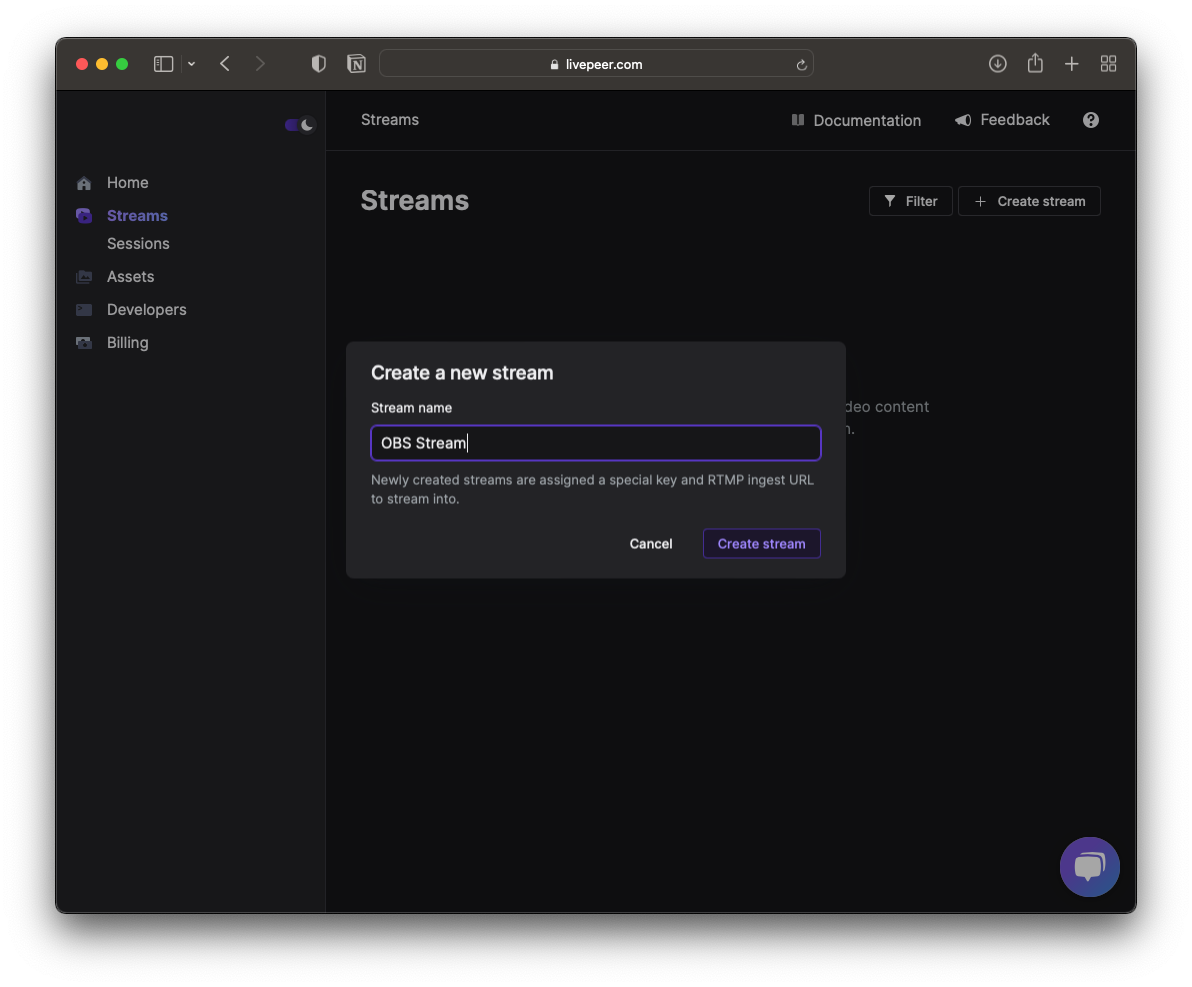 livepeer.com
Streams
Documentation
Feedback
Home
Streams
Sessions
Assets
Developers
Billing
Streams
Filter
Create stream
deo content
n.
Create a new stream
Stream name
OBS Stream
Newly created streams are assigned a special key and RTMP ingest URL
to stream into.
Cancel
Create stream